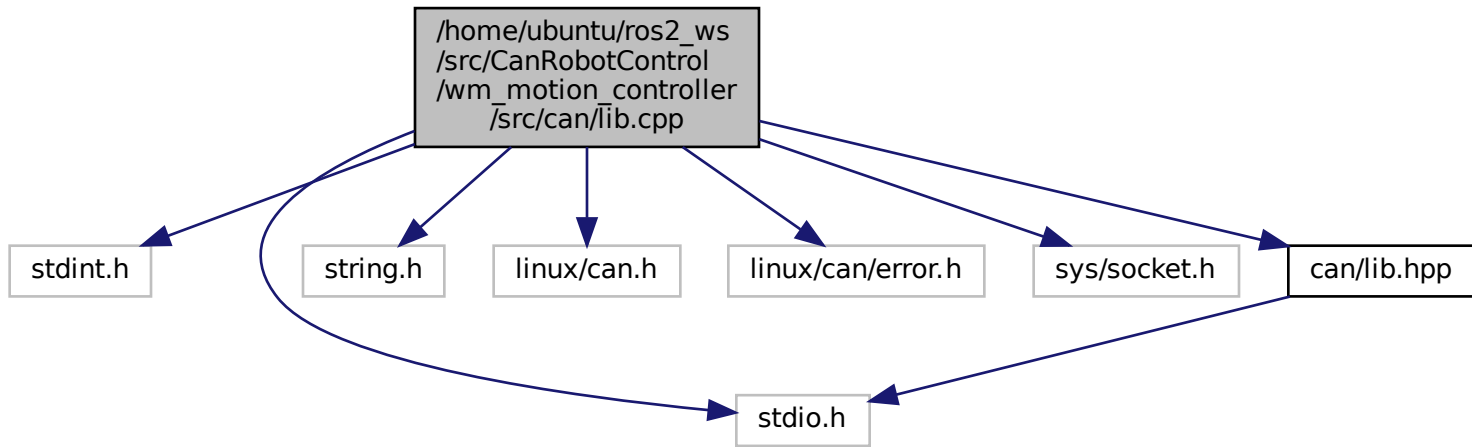 /home/ubuntu/ros2_ws
/src/CanRobotControl
/wm_motion_controller
/src/can/lib.cpp
stdint.h
string.h
linux/can.h
linux/can/error.h
sys/socket.h
can/lib.hpp
stdio.h